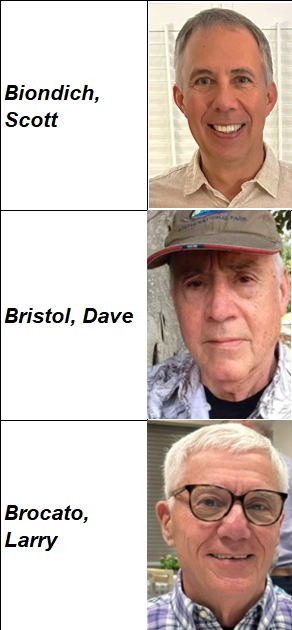 Biondich,
Scott
Bristol, Dave
Brocato,
Larry